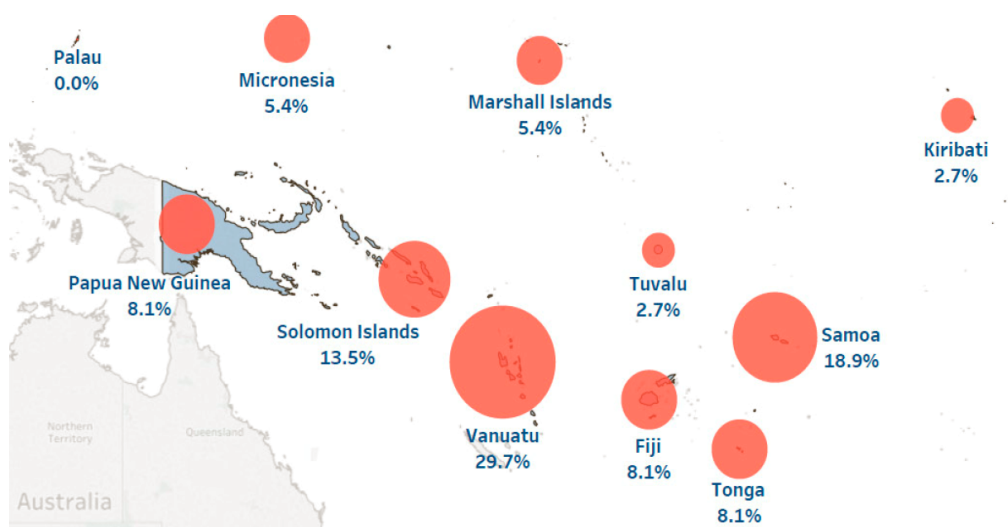 Palau
0.0%
Micronesia
5.4%
Marshall Islands
5.4%
Kiribati
2.7%
Papua New Guinea
8.1%
Solomon Islands
13.5%
Tuvalu
2.7%
Samoa
18.9%
Vanuatu
29.7%
Fiji
8.1%
Tonga
8.1%
Northern
Territory
Queensland
Australia